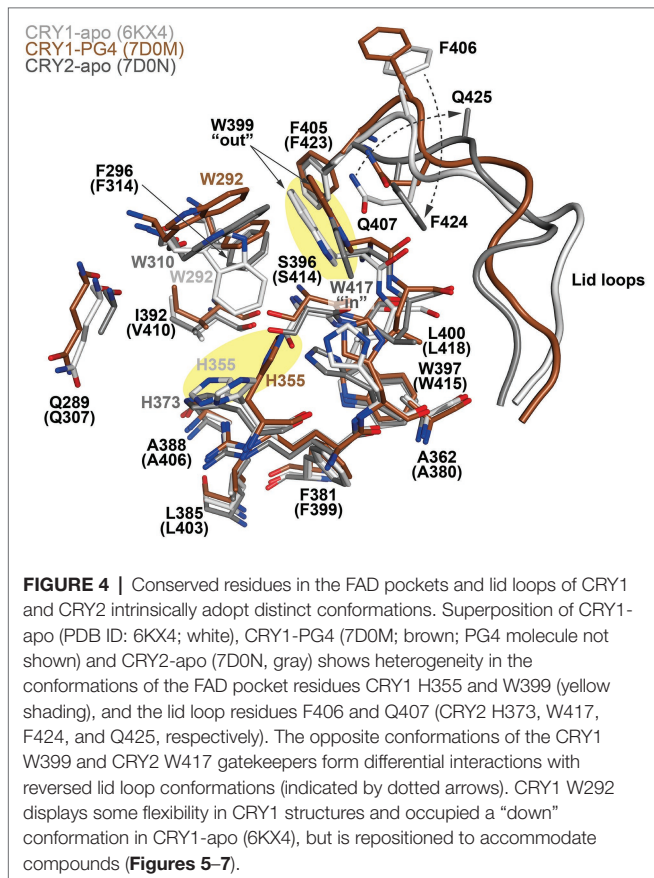 CRY1-apo (6KX4)
CRY1-PG4 (7D0M)
CRY2-apo (7D0N)
F406
Q425
W399
"out"
F405
(F423)
F296
(F314)
W292
Q407
F424
W310
W292
S396
(S414)
W417
"in"
Lid loops
I392
(V410)
L400
(L418)
H355
H355
W397
(W415)
Q289
(Q307)
H373
A388
(A406)
A362
(A380)
F381
(F399)
L385
(L403)
FIGURE 4 | Conserved residues in the FAD pockets and lid loops of CRY1
and CRY2 intrinsically adopt distinct conformations. Superposition of CRY1-
apo (PDB ID: 6KX4; white), CRY1-PG4 (7D0M; brown; PG4 molecule not
shown) and CRY2-apo (7D0N, gray) shows heterogeneity in the
conformations of the FAD pocket residues CRY1 H355 and W399 (yellow
shading), and the lid loop residues F406 and Q407 (CRY2 H373, W417,
F424, and Q425, respectively). The opposite conformations of the CRY1
W399 and CRY2 W417 gatekeepers form differential interactions with
reversed lid loop conformations (indicated by dotted arrows). CRY1 W292
displays some flexibility in CRY1 structures and occupied a “down”
conformation in CRY1-apo (6KX4), but is repositioned to accommodate
compounds (Figures 5–7).